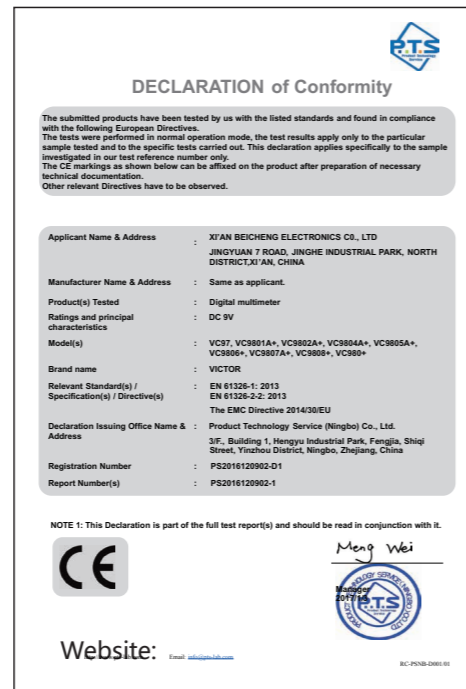 P.T.S
Product Technology
Service
DECLARATION of Conformity
The submitted products have been tested by us with the listed standards and found in compliance
with the following European Directives.
The tests were performed in normal operation mode, the test results apply only to the particular
sample tested and to the specific tests carried out. This declaration applies specifically to the sample
investigated in our test reference number only.
The CE markings as shown below can be affixed on the product after preparation of necessary
technical documentation.
Other relevant Directives have to be observed.
Applicant Name & Address : XI'AN BEICHENG ELECTRONICS C0., LTD
JINGYUAN 7 ROAD, JINGHE INDUSTRIAL PARK, NORTH
DISTRICT,XI'AN, CHINA
Manufacturer Name & Address : Same as applicant.
Product(s) Tested : Digital multimeter
Ratings and principal : DC 9V
characteristics
Model(s) : VC97, VC9801A+, VC9802A+, VC9804A+, VC9805A+,
VC9806+, VC9807A+, VC9808+, VC980+
Brand name : VICTOR
Relevant Standard(s) / : EN 61326-1: 2013
Specification(s) / Directive(s) EN 61326-2-2: 2013
The EMC Directive 2014/30/EU
Declaration Issuing Office Name & : Product Technology Service (Ningbo) Co., Ltd.
Address
3/F., Building 1, Hengyu Industrial Park, Fengjia, Shiqi
Street, Yinzhou District, Ningbo, Zhejiang, China
Registration Number : PS2016120902-D1
Report Number(s) : PS2016120902-1
NOTE 1: This Declaration is part of the full test report(s) and should be read in conjunction with it.
CE
Meng Wei
Manager
P.T.S
Website:
Email: info@pts-lab.com
RC-PSNB-D001/01